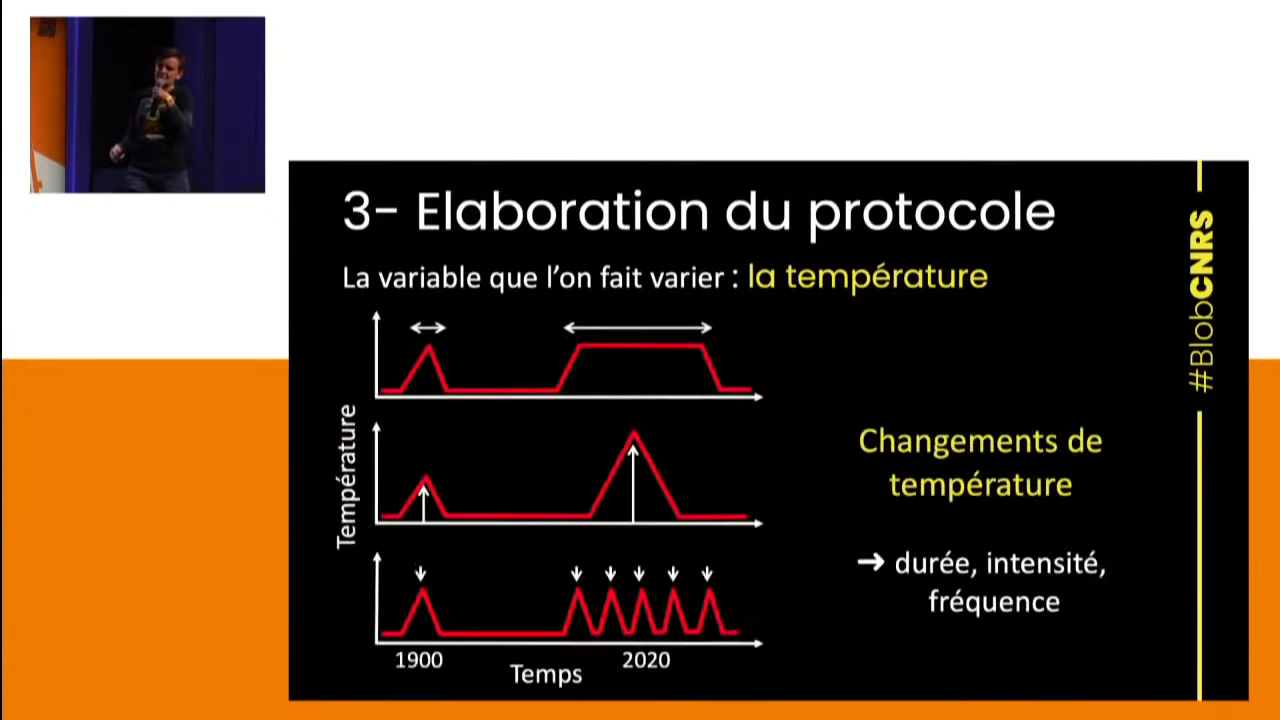 3- Elaboration du protocole
La variable que l'on fait varier : la température
Température
1900
2020
Temps
Changements de
température
→ durée, intensité,
fréquence
#BlobCNRS